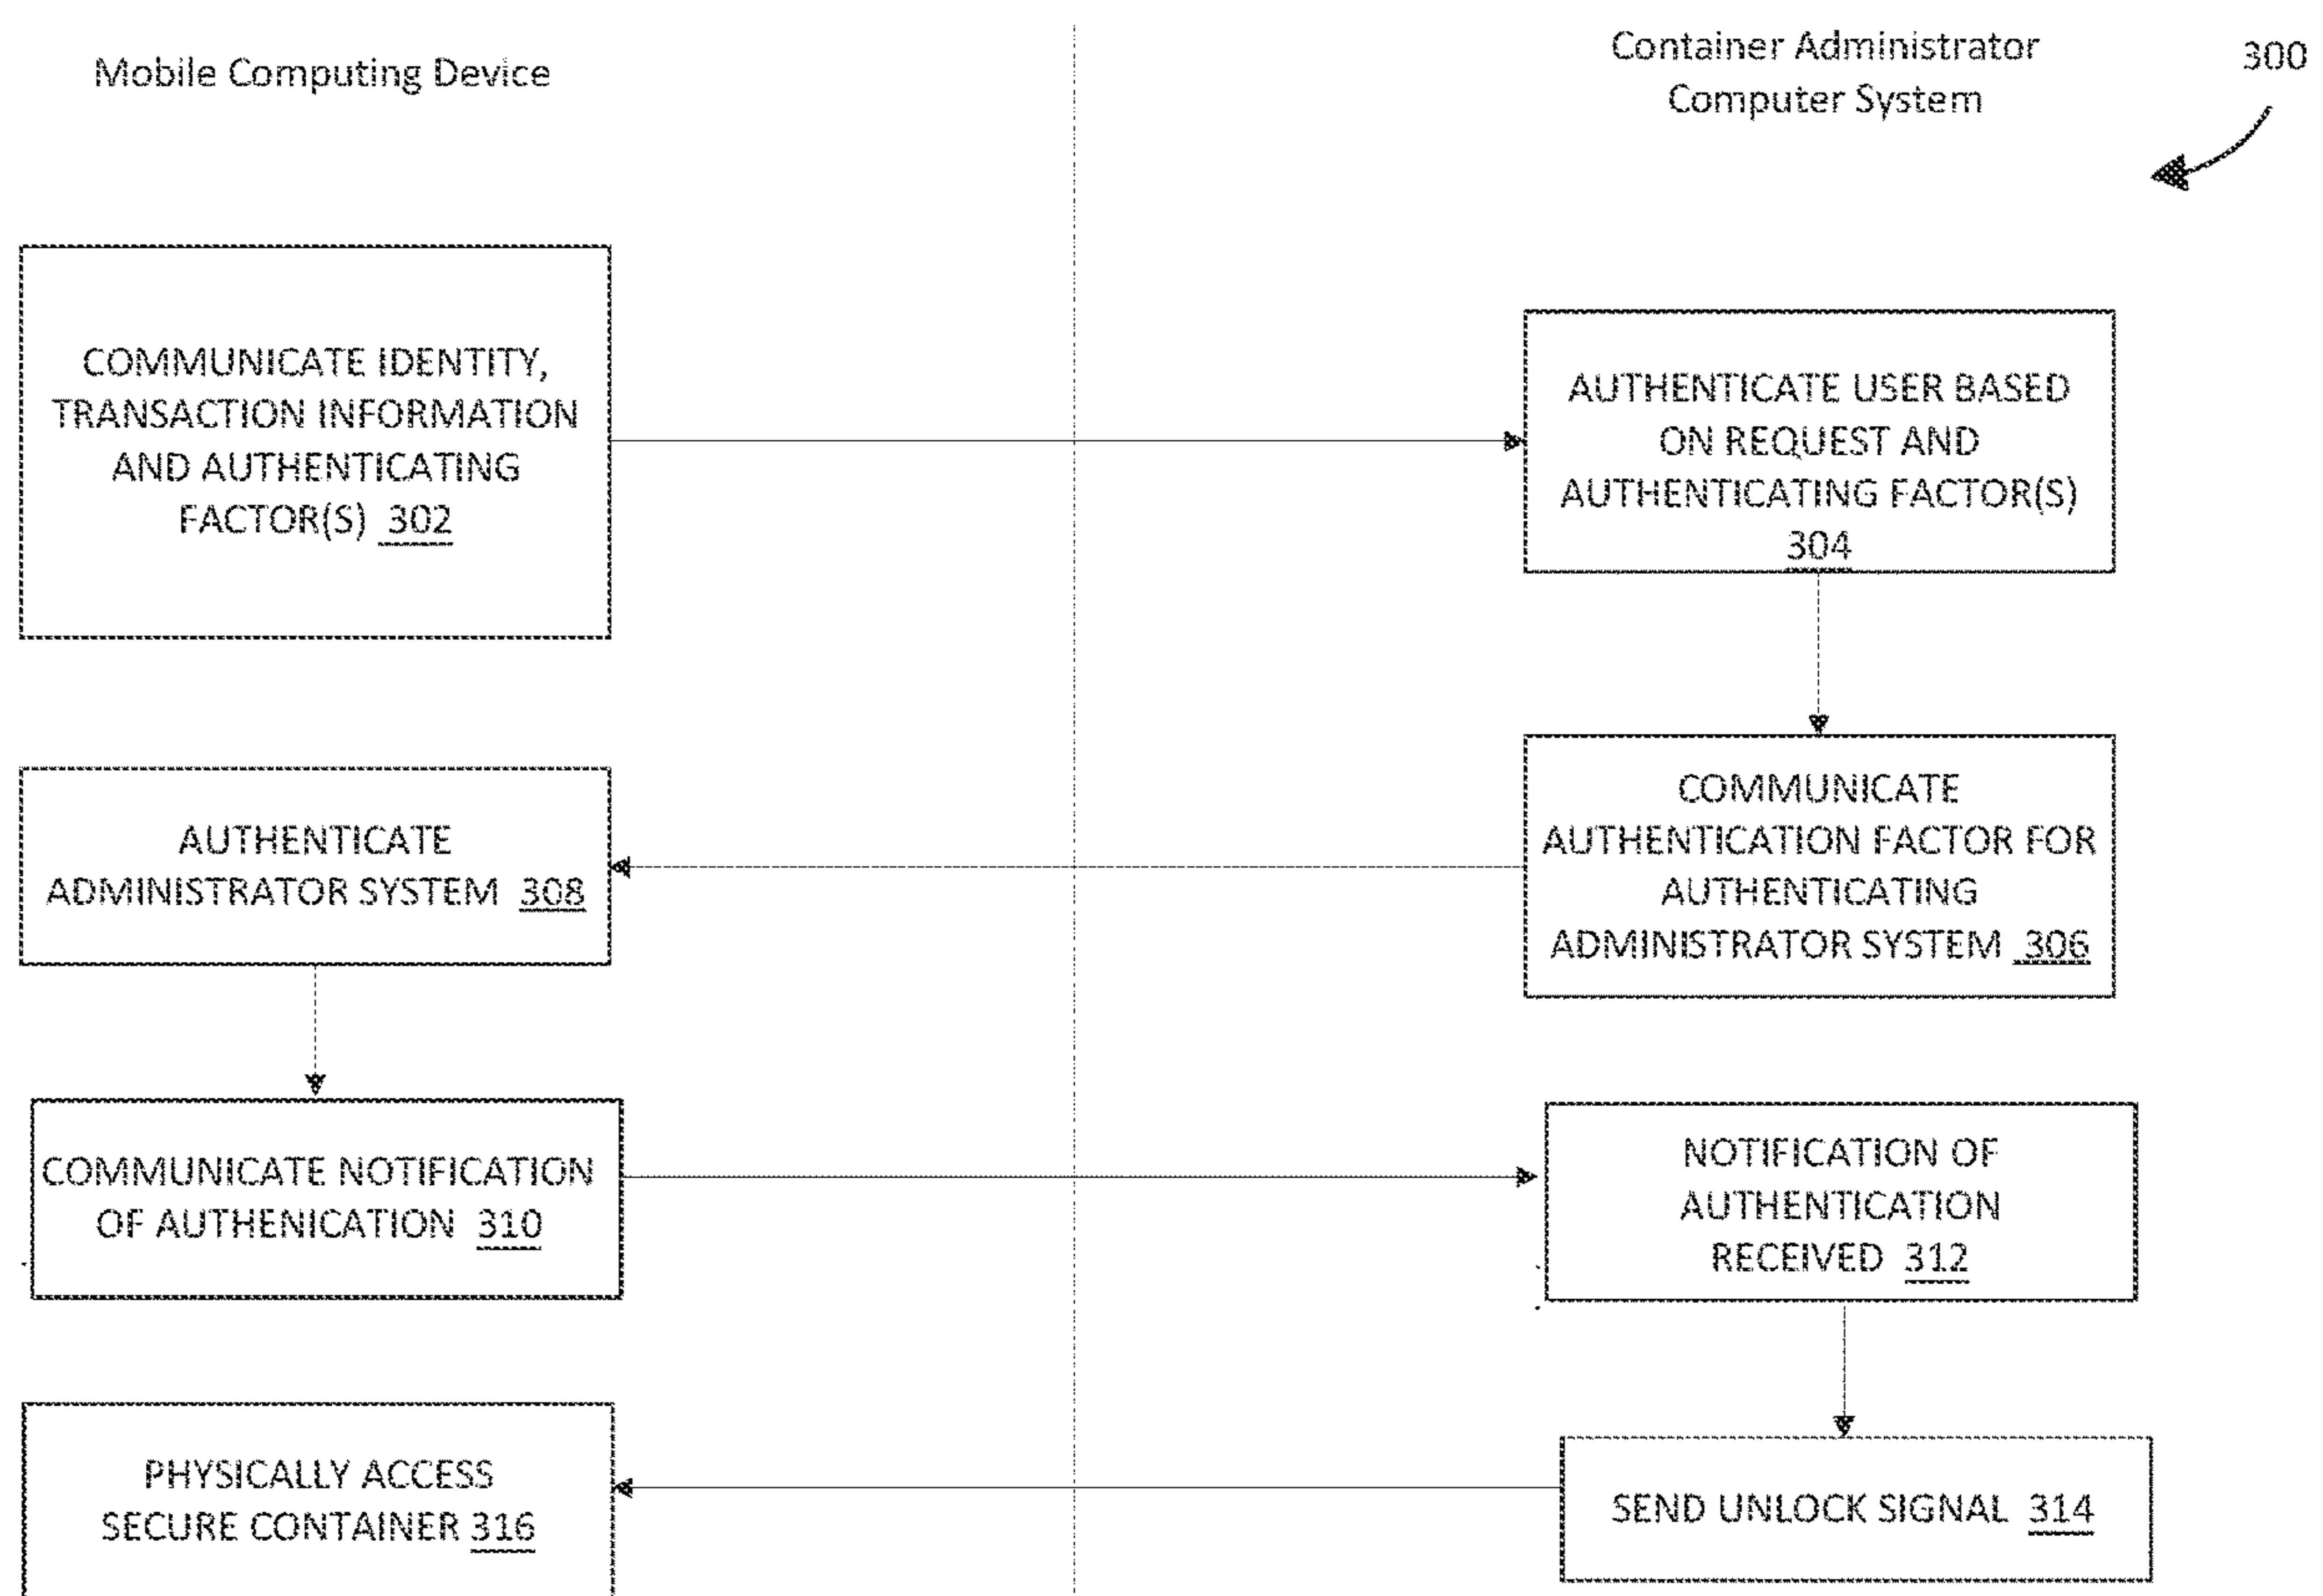 Mobile Computing Device
Container Administrator
Computer System
300
COMMUNICATE IDENTITY,
TRANSACTION INFORMATION
AND AUTHENTICATING
FACTOR(S) 302
AUTHENTICATE USER BASED
ON REQUEST AND
AUTHENTICATING FACTOR(S)
304
COMMUNICATE
AUTHENTICATION FACTOR FOR
AUTHENTICATING
ADMINISTRATOR SYSTEM 306
AUTHENTICATE
ADMINISTRATOR SYSTEM 308
COMMUNICATE NOTIFICATION
OF AUTHENICATION 310
NOTIFICATION OF
AUTHENTICATION
RECEIVED 312
SEND UNLOCK SIGNAL 314
PHYSICALLY ACCESS
SECURE CONTAINER 316